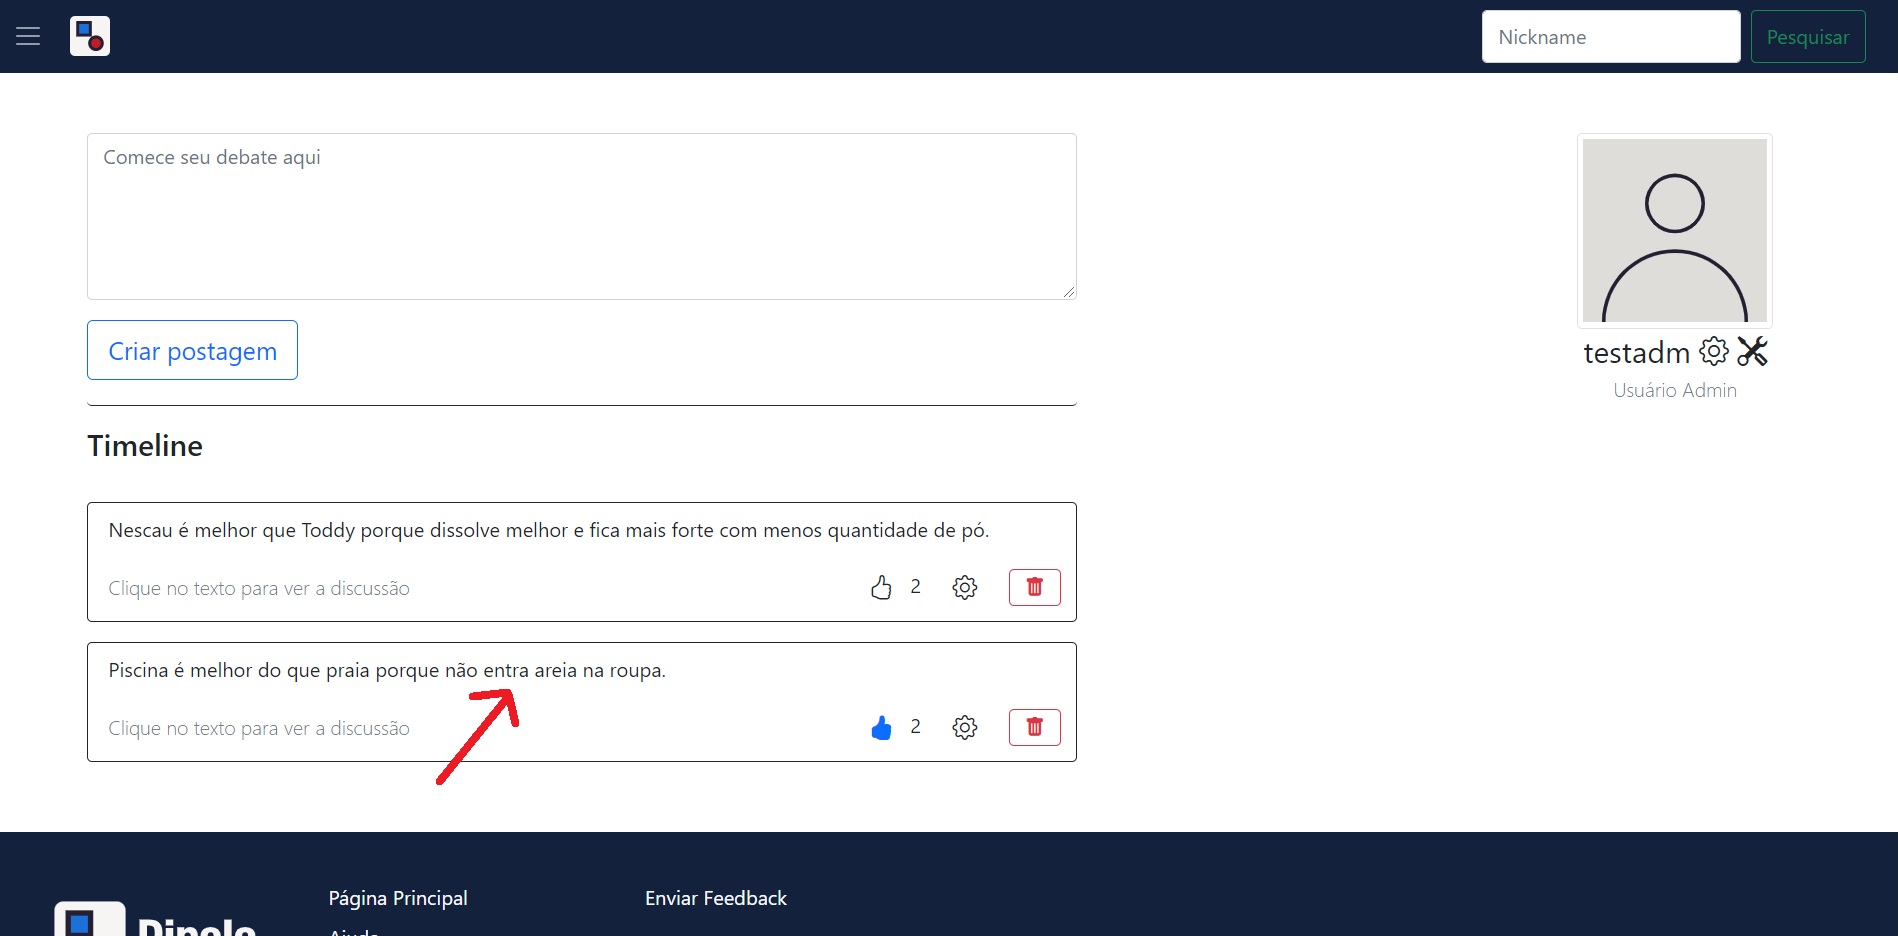 Nickname
Pesquisar
Comece seu debate aqui
Criar postagem
testadm
Usuário Admin
Timeline
Nescau é melhor que Toddy porque dissolve melhor e fica mais forte com menos quantidade de pó.
Clique no texto para ver a discussão
2
Piscina é melhor do que praia porque não entra areia na roupa.
Clique no texto para ver a discussão
2
Página Principal
Enviar Feedback
Dipolo
Ajuda